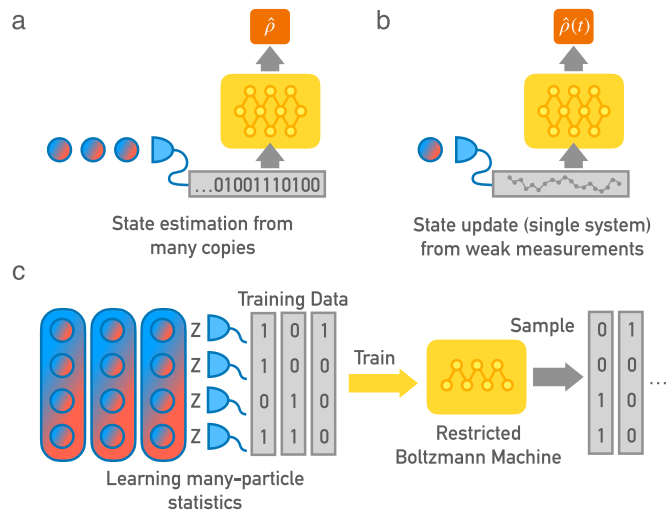 a
ρ̂
...01001110100
State estimation from
many copies
b
ρ̂(t)
State update (single system)
from weak measurements
c
Training Data
Z 1 0 1
Z 1 0 0
Z 0 1 0
Z 1 1 0
Learning many-particle
statistics
Train
Restricted
Boltzmann Machine
Sample
0 1
0 0
1 0
1 0
...